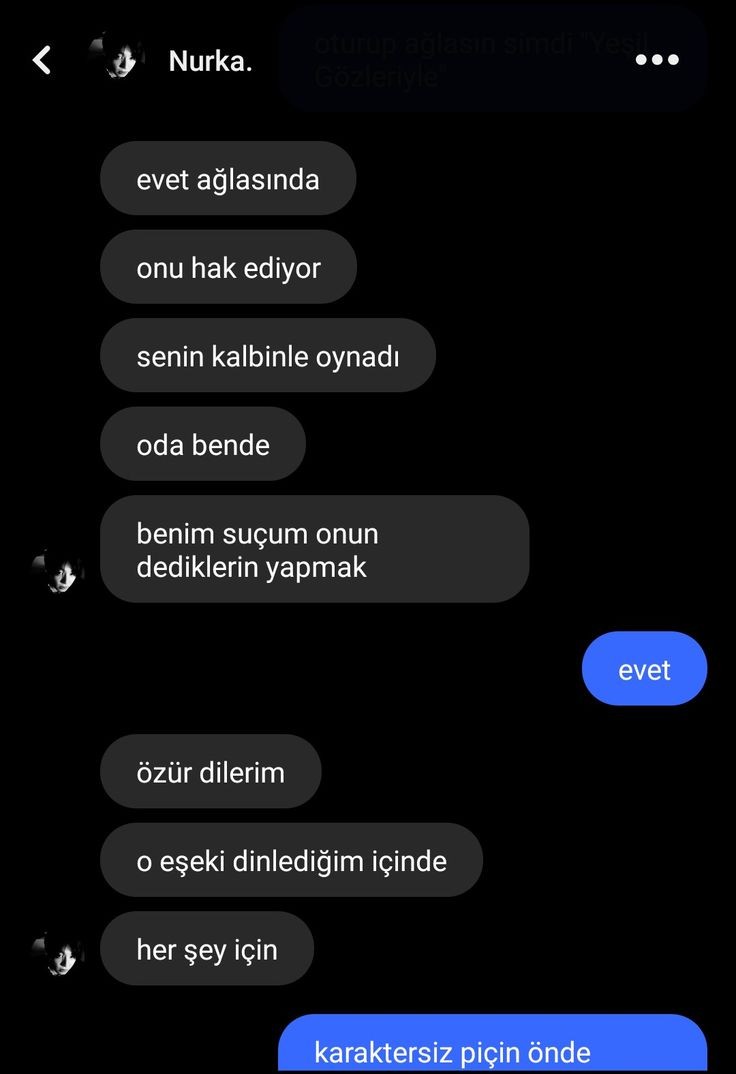 Nurka.
oturup ağlasın simdi "Yeşil
Gözleriyle"
evet ağlasında
onu hak ediyor
senin kalbinle oynadı
oda bende
benim suçum onun
dediklerin yapmak
evet
özür dilerim
o eşeki dinlediğim içinde
her şey için
karaktersiz piçin önde